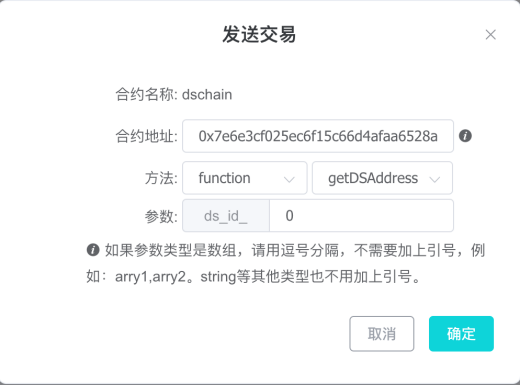 发送交易
合约名称: dschain
合约地址: 0x7e6e3cf025ec6f15c66d4afaa6528a
方法: function getDSAddress
参数: ds_id_ 0
如果参数类型是数组，请用逗号分隔，不需要加上引号，例
如：arry1,arry2。string等其他类型也不用加上引号。
取消 确定